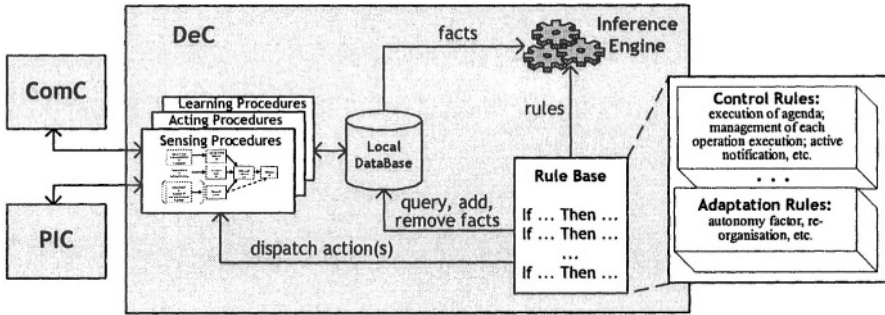 DeC
facts
Inference
Engine
ComC
Learning Procedures
Acting Procedures
Sensing Procedures
Local
DataBase
rules
Control Rules:
execution of agenda;
management of each
operation execution; active
notification, etc.
. . .
Rule Base
If ... Then ...
If ... Then ...
...
If ... Then ...
query, add,
remove facts
Adaptation Rules:
autonomy factor, re-
organisation, etc.
PIC
dispatch action(s)